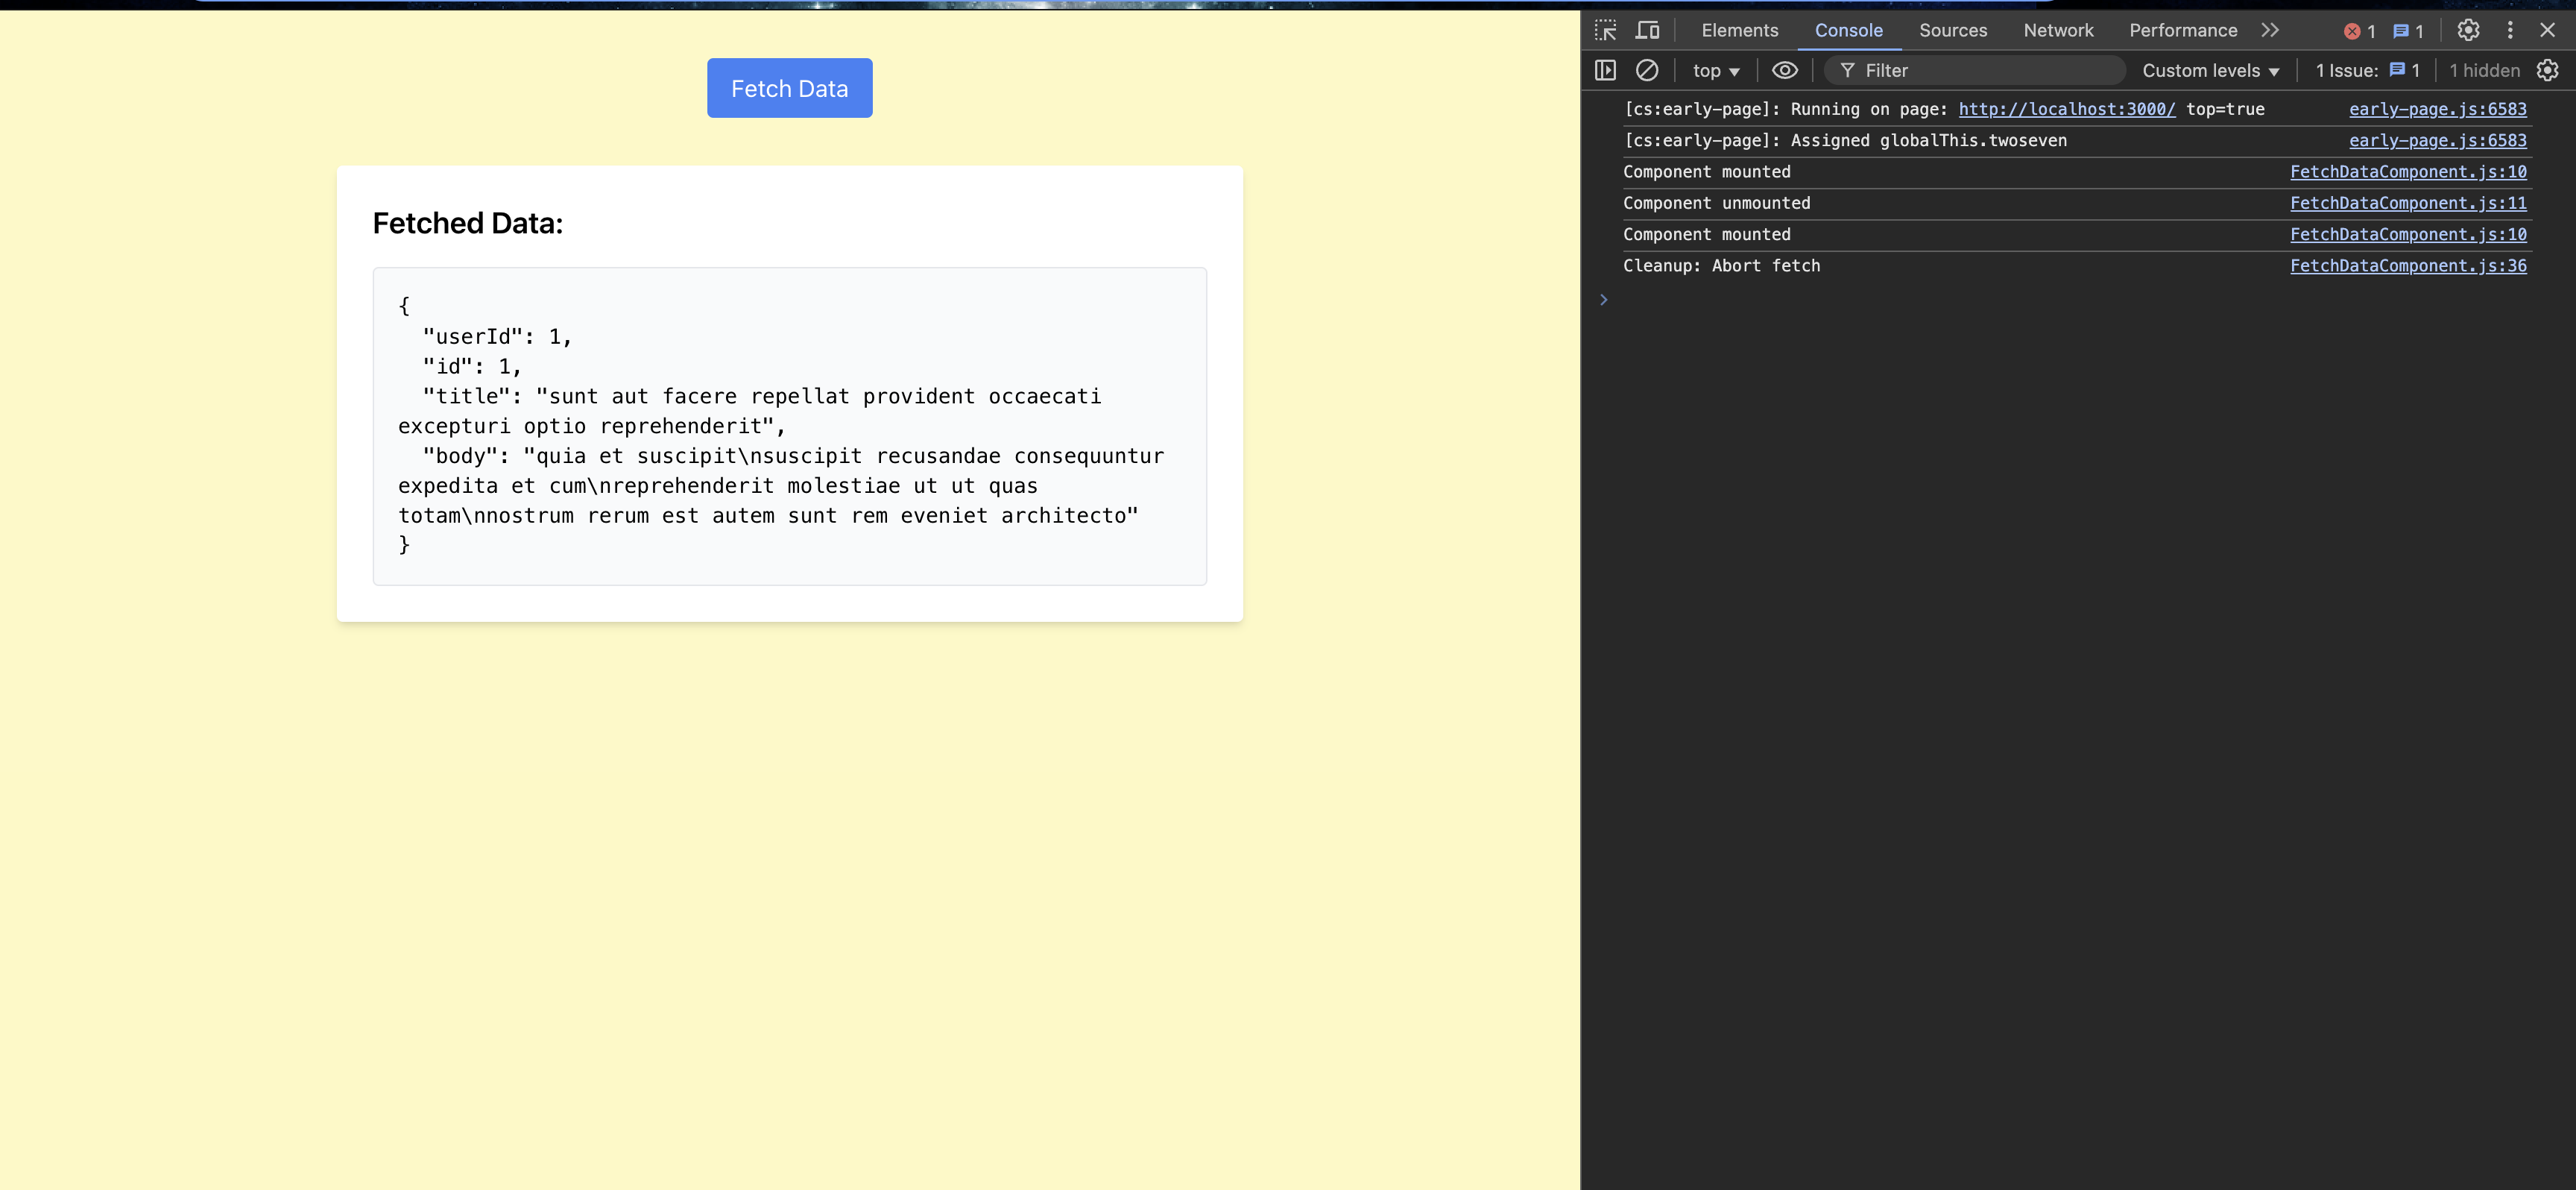 Fetch Data
Fetched Data:
{
  "userId": 1,
  "id": 1,
  "title": "sunt aut facere repellat provident occaecati
excepturi optio reprehenderit",
  "body": "quia et suscipit\nsuscipit recusandae consequuntur
expedita et cum\nreprehenderit molestiae ut ut quas
totam\nnostrum rerum est autem sunt rem eveniet architecto"
}
Elements Console Sources Network Performance 1 1
top Filter Custom levels 1 Issue: 1 1 hidden
[cs:early-page]: Running on page: http://localhost:3000/ top=true early-page.js:6583
[cs:early-page]: Assigned globalThis.twoseven early-page.js:6583
Component mounted FetchDataComponent.js:10
Component unmounted FetchDataComponent.js:11
Component mounted FetchDataComponent.js:10
Cleanup: Abort fetch FetchDataComponent.js:36